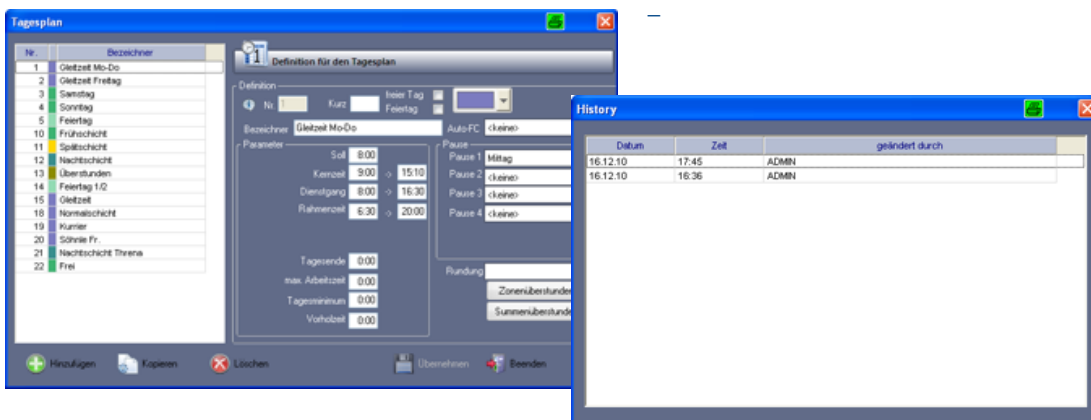 Tagesplan
Nr. Bezeichner
1 Gleitzeit Mo-Do
2 Gleitzeit Freitag
3 Samstag
4 Sonntag
5 Feiertag
10 Frühschicht
11 Spätschicht
12 Nachtschicht
13 Überstunden
14 Feiertag 1/2
15 Gleitzeit
18 Normalschicht
19 Kurrier
20 Söhnle Fr.
21 Nachtschicht Threna
22 Frei
Definition für den Tagesplan
Definition
Nr. 1 Kurz freier Tag
Feiertag
Bezeichner Gleitzeit Mo-Do Auto-FC <keine>
Parameter
Soll 8:00
Kernzeit 9:00 -> 15:10
Dienstgang 8:00 -> 16:30
Rahmenzeit 6:30 -> 20:00
Tagesende 0:00
max. Arbeitszeit 0:00
Tagesminimum 0:00
Vorholzeit 0:00
Pause
Pause 1 Mittag
Pause 2 <keine>
Pause 3 <keine>
Pause 4 <keine>
Rundung
Zonenüberstunde
Summenüberstunde
Hinzufügen Kopieren Löschen Übernehmen Beenden
History
Datum Zeit geändert durch
16.12.10 17:45 ADMIN
16.12.10 16:36 ADMIN